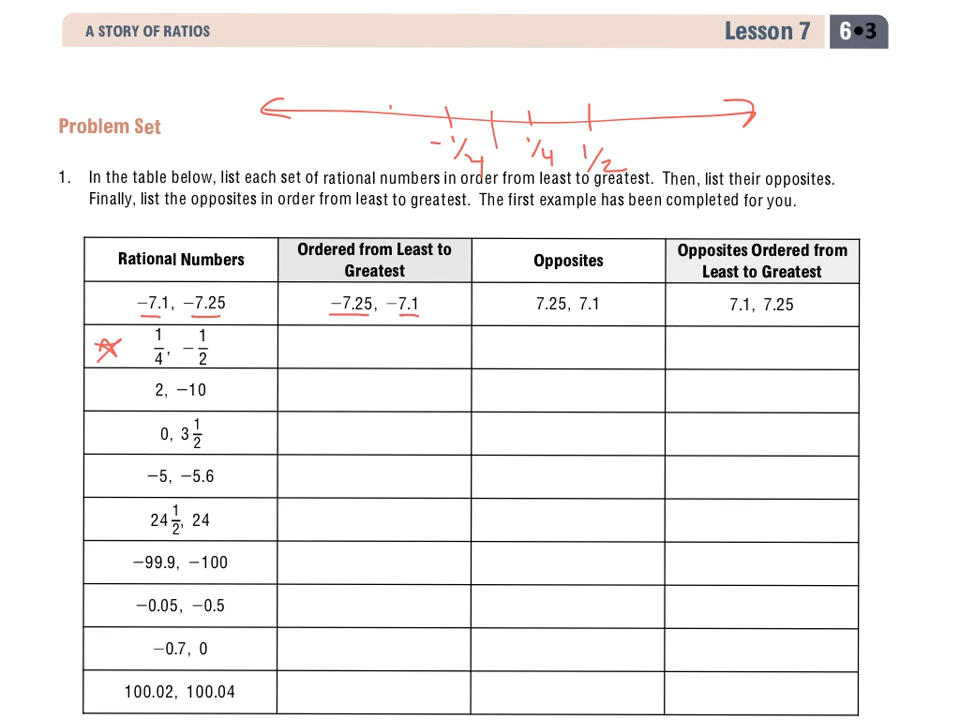 A STORY OF RATIOS Lesson 7 6•3
-1/4 1/4 1/2
Problem Set
1. In the table below, list each set of rational numbers in order from least to greatest. Then, list their opposites.
Finally, list the opposites in order from least to greatest. The first example has been completed for you.
Rational Numbers Ordered from Least to Greatest Opposites Opposites Ordered from Least to Greatest
−7.1, −7.25 −7.25, −7.1 7.25, 7.1 7.1, 7.25
1/4, −1/2
2, −10
0, 3 1/2
−5, −5.6
24 1/2, 24
−99.9, −100
−0.05, −0.5
−0.7, 0
100.02, 100.04